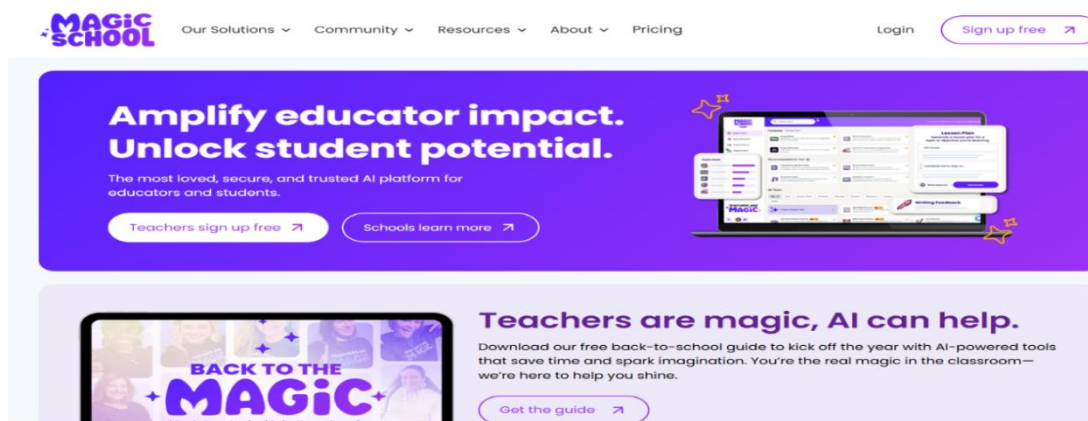 MAGiC SCHOOL
Our Solutions
Community
Resources
About
Pricing
Login
Sign up free
Amplify educator impact.
Unlock student potential.
The most loved, secure, and trusted AI platform for
educators and students.
Teachers sign up free
Schools learn more
Lesson Plan
Writing Feedback
MAGiC
Teachers are magic, AI can help.
Download our free back-to-school guide to kick off the year with AI-powered tools
that save time and spark imagination. You're the real magic in the classroom—
we're here to help you shine.
Get the guide
BACK TO THE
MAGiC